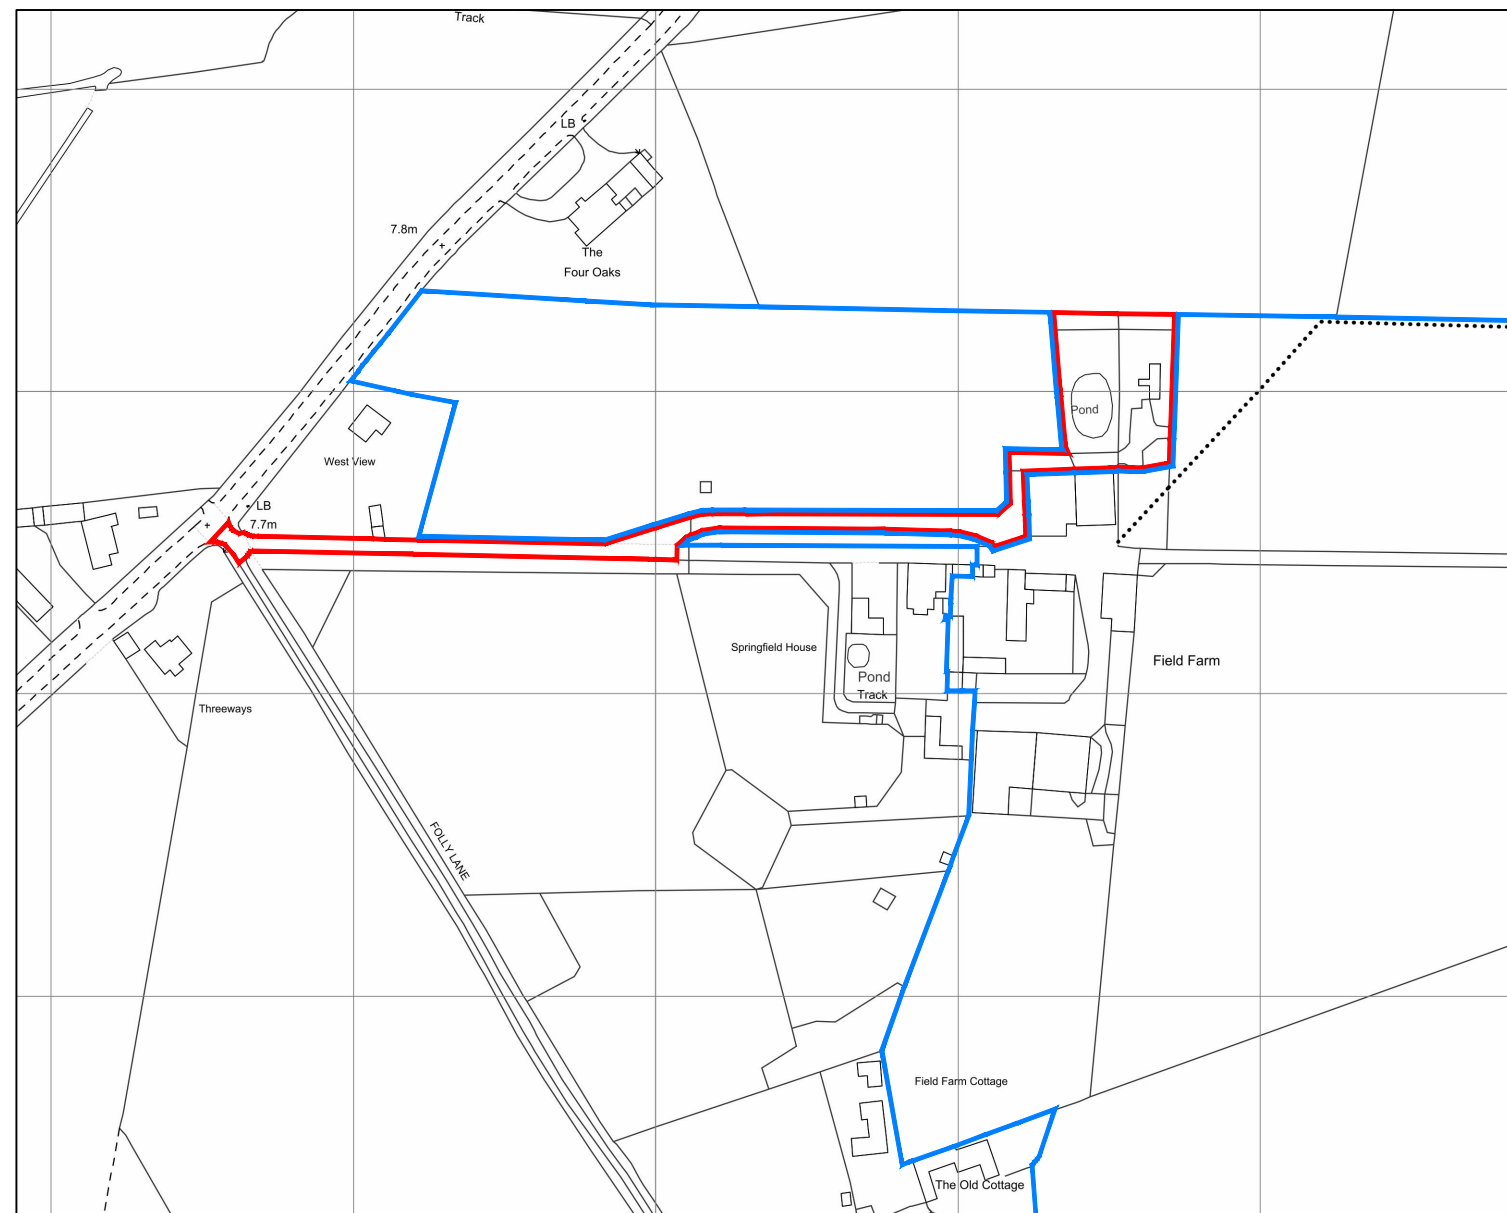 Track
LB
7.8m
The
Four Oaks
Pond
West View
LB
7.7m
Springfield House
Field Farm
Pond
Track
Threeways
FOLLY LANE
Field Farm Cottage
The Old Cottage